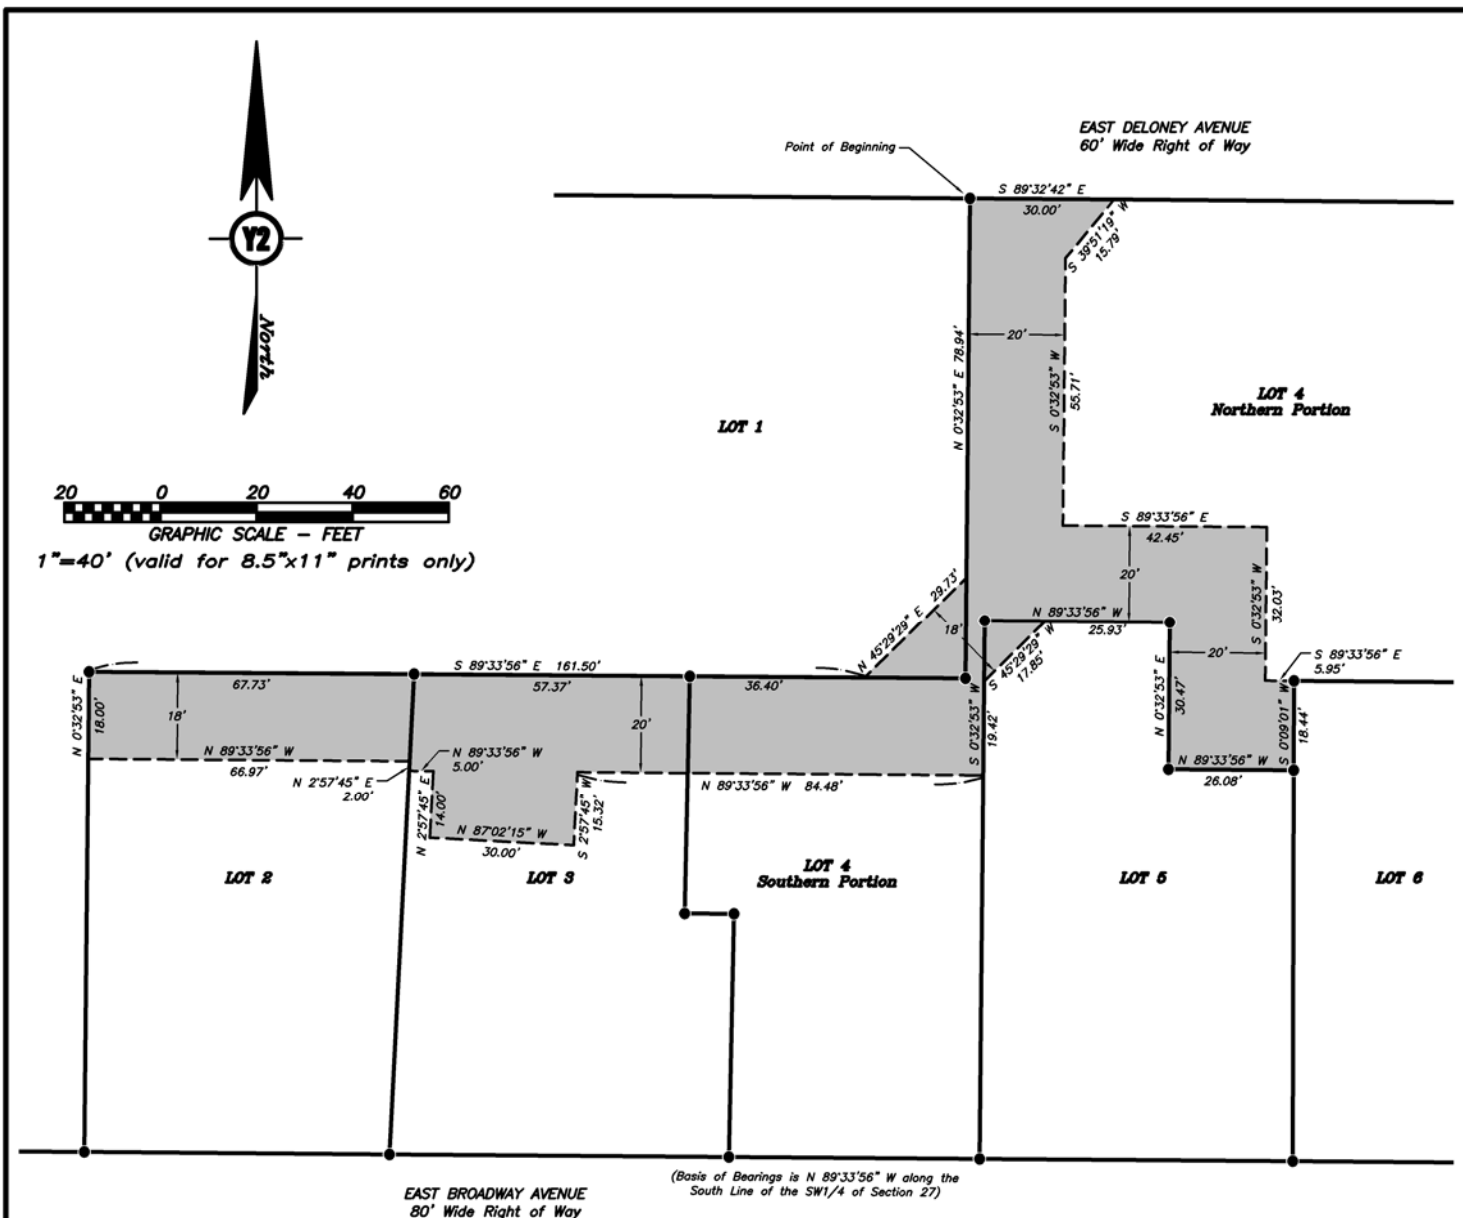 EAST DELONEY AVENUE
60' Wide Right of Way
Point of Beginning
S 89°32'42" E
30.00'
S 39°51'19" W
15.79'
Y2
North
20'
N 0°32'53" E 78.94'
S 0°32'53" W
55.71'
LOT 4
Northern Portion
LOT 1
20 0 20 40 60
GRAPHIC SCALE – FEET
1"=40' (valid for 8.5"x11" prints only)
S 89°33'56" E
42.45'
20'
S 0°32'53" W
32.03'
N 45°29'29" E 29.73'
18'
N 89°33'56" W
25.93'
S 45°29'29" W
17.85'
N 0°32'53" E
30.47'
20'
S 89°33'56" E
5.95'
S 0°09'01" W
18.44'
N 89°33'56" W
26.08'
S 89°33'56" E 161.50'
67.73'
57.37'
36.40'
N 0°32'53" E
18.00'
18'
20'
S 0°32'53" W
19.42'
N 89°33'56" W
66.97'
N 89°33'56" W
5.00'
N 2°57'45" E
2.00'
N 2°57'45" E
14.00'
N 87°02'15" W
30.00'
S 2°57'45" W
15.32'
N 89°33'56" W 84.48'
LOT 2
LOT 3
LOT 4
Southern Portion
LOT 5
LOT 6
(Basis of Bearings is N 89°33'56" W along the
South Line of the SW1/4 of Section 27)
EAST BROADWAY AVENUE
80' Wide Right of Way